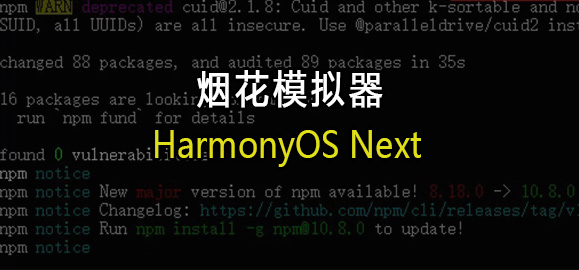 npm WARN deprecated cuid@2.1.8: Cuid and other k-sortable and no
SUID, all UUIDs) are all insecure. Use @paralleldrive/cuid2 inst
changed 88 packages, and audited 89 packages in 35s
烟花模拟器
16 packages are looking
run `npm fund` for details
HarmonyOS Next
found 0 vulnerabilities
npm notice
npm notice New major version of npm available! 8.18.0 -> 10.8.0
npm notice Changelog: https://github.com/npm/cli/releases/tag/v
npm notice Run npm install -g npm@10.8.0 to update!
npm notice